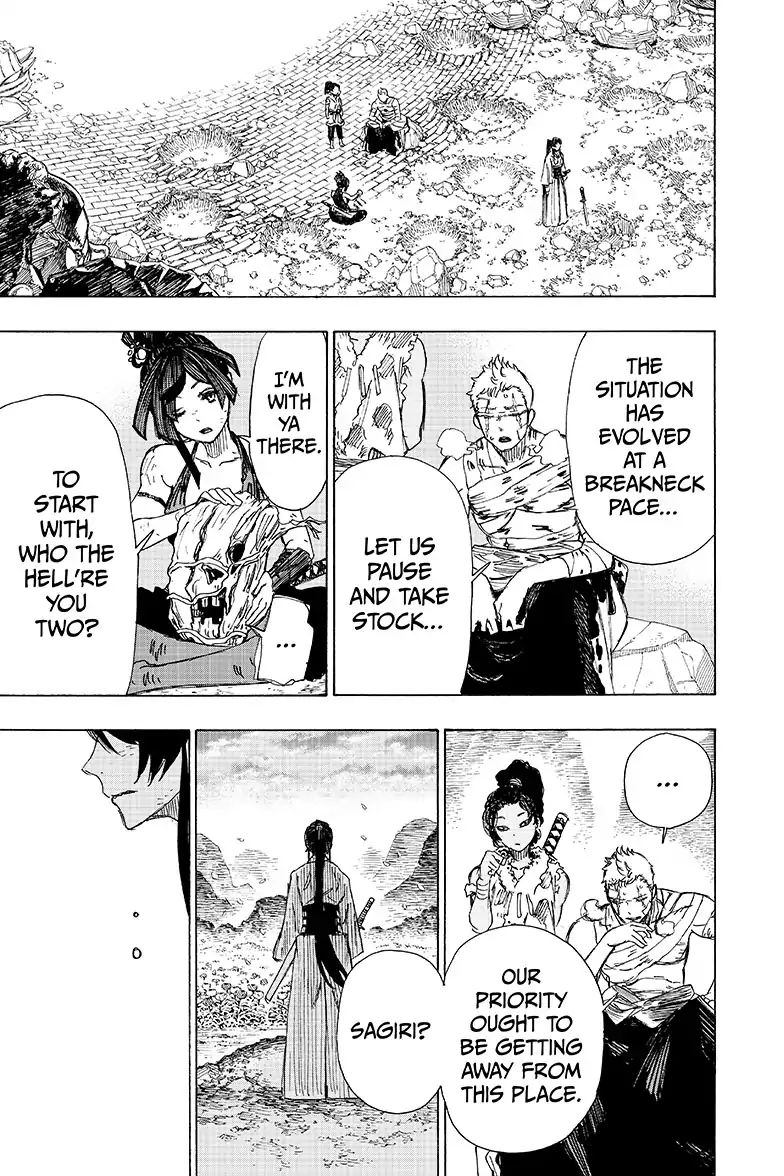 THE
SITUATION
HAS
EVOLVED
AT A
BREAKNECK
PACE...
LET US
PAUSE
AND TAKE
STOCK...
I'M
WITH
YA
THERE.
TO
START
WITH,
WHO THE
HELL'RE
YOU
TWO?
...
...
OUR
PRIORITY
OUGHT TO
BE GETTING
AWAY FROM
THIS PLACE.
SAGIRI?